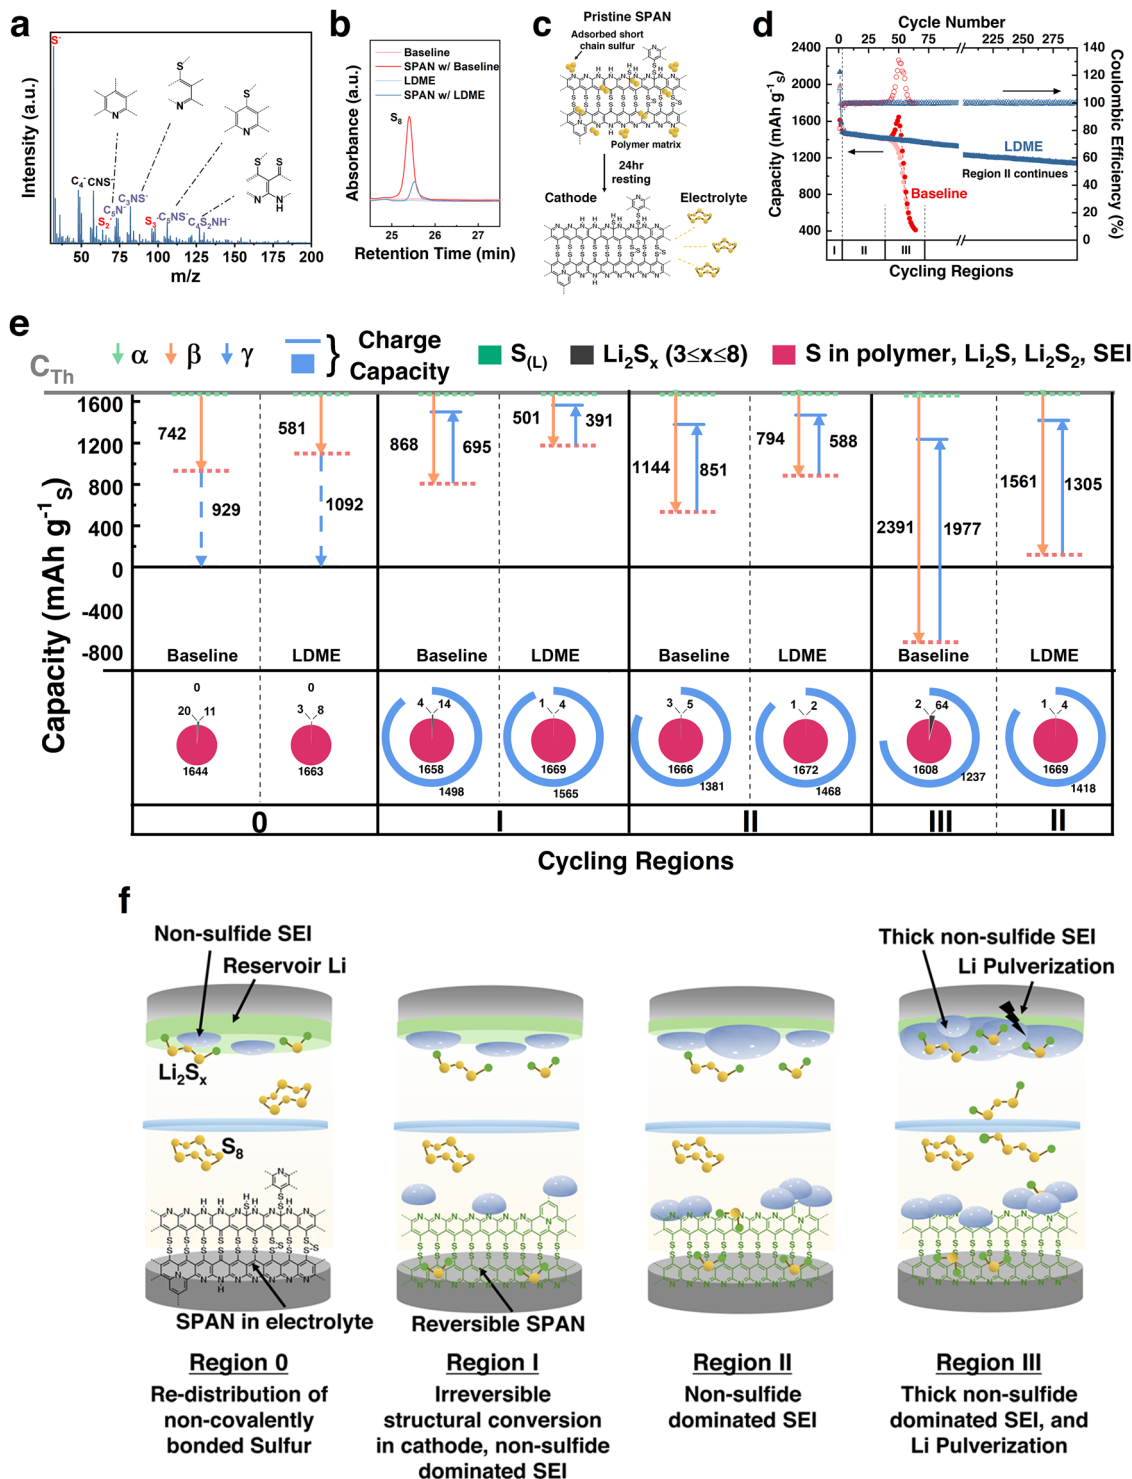 a
Intensity (a.u.)
S⁻
C₄⁻
CNS⁻
C₅N⁻
C₃NS⁻
S₂⁻
S₃⁻
C₅NS⁻
C₄S₂NH⁻
50 75 100 125 150 175 200
m/z
b
Absorbance (a.u.)
Baseline
SPAN w/ Baseline
LDME
SPAN w/ LDME
S₈
25 26 27
Retention Time (min)
c
Pristine SPAN
Adsorbed short
chain sulfur
Polymer matrix
24hr
resting
Cathode
Electrolyte
d
Cycle Number
0 25 50 75 225 250 275
Capacity (mAh g⁻¹s)
2400
2000
1600
1200
800
400
Coulombic Efficiency (%)
140
120
100
80
60
40
20
0
LDME
Region II continues
Baseline
I II III
Cycling Regions
e
α
β
γ
Charge
Capacity
S(L)
Li₂Sₓ (3≤x≤8)
S in polymer, Li₂S, Li₂S₂, SEI
C_Th
Capacity (mAh g⁻¹s)
1600
1200
800
400
0
-400
-800
742
929
581
1092
868
695
501
391
1144
851
794
588
2391
1977
1561
1305
Baseline LDME Baseline LDME Baseline LDME Baseline LDME
0
20 11
1644
0
3 8
1663
4 14
1658
1498
1 4
1669
1565
3 5
1666
1381
1 2
1672
1468
2 64
1608
1237
1 4
1669
1418
0 I II III II
Cycling Regions
f
Non-sulfide SEI
Reservoir Li
Li₂Sₓ
S₈
SPAN in electrolyte
Reversible SPAN
Thick non-sulfide SEI
Li Pulverization
Region 0
Re-distribution of
non-covalently
bonded Sulfur
Region I
Irreversible
structural conversion
in cathode, non-sulfide
dominated SEI
Region II
Non-sulfide
dominated SEI
Region III
Thick non-sulfide
dominated SEI, and
Li Pulverization